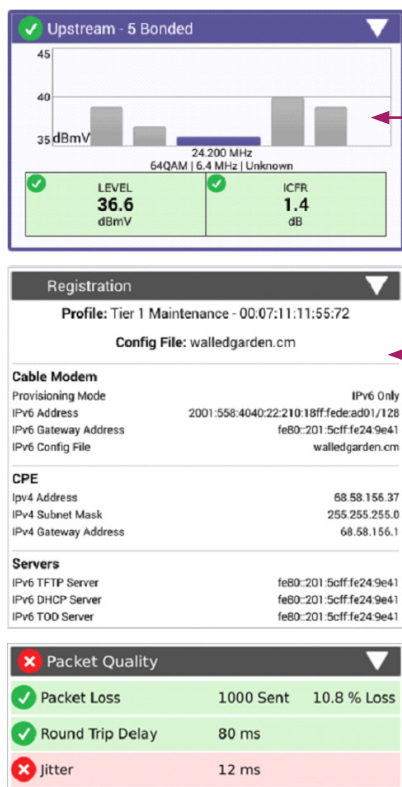 Upstream - 5 Bonded
45
40
35 dBmV
24.200 MHz
64QAM | 6.4 MHz | Unknown
LEVEL
36.6
dBmV
ICFR
1.4
dB
Registration
Profile: Tier 1 Maintenance - 00:07:11:11:55:72
Config File: walledgarden.cm
Cable Modem
Provisioning Mode IPv6 Only
IPv6 Address 2001:558:4040:22:210:18ff:fede:ad01/128
IPv6 Gateway Address fe80::201:5cff:fe24:9e41
IPv6 Config File walledgarden.cm
CPE
Ipv4 Address 68.58.156.37
IPv4 Subnet Mask 255.255.255.0
IPv4 Gateway Address 68.58.156.1
Servers
IPv6 TFTP Server fe80::201:5cff:fe24:9e41
IPv6 DHCP Server fe80::201:5cff:fe24:9e41
IPv6 TOD Server fe80::201:5cff:fe24:9e41
Packet Quality
Packet Loss 1000 Sent 10.8 % Loss
Round Trip Delay 80 ms
Jitter 12 ms